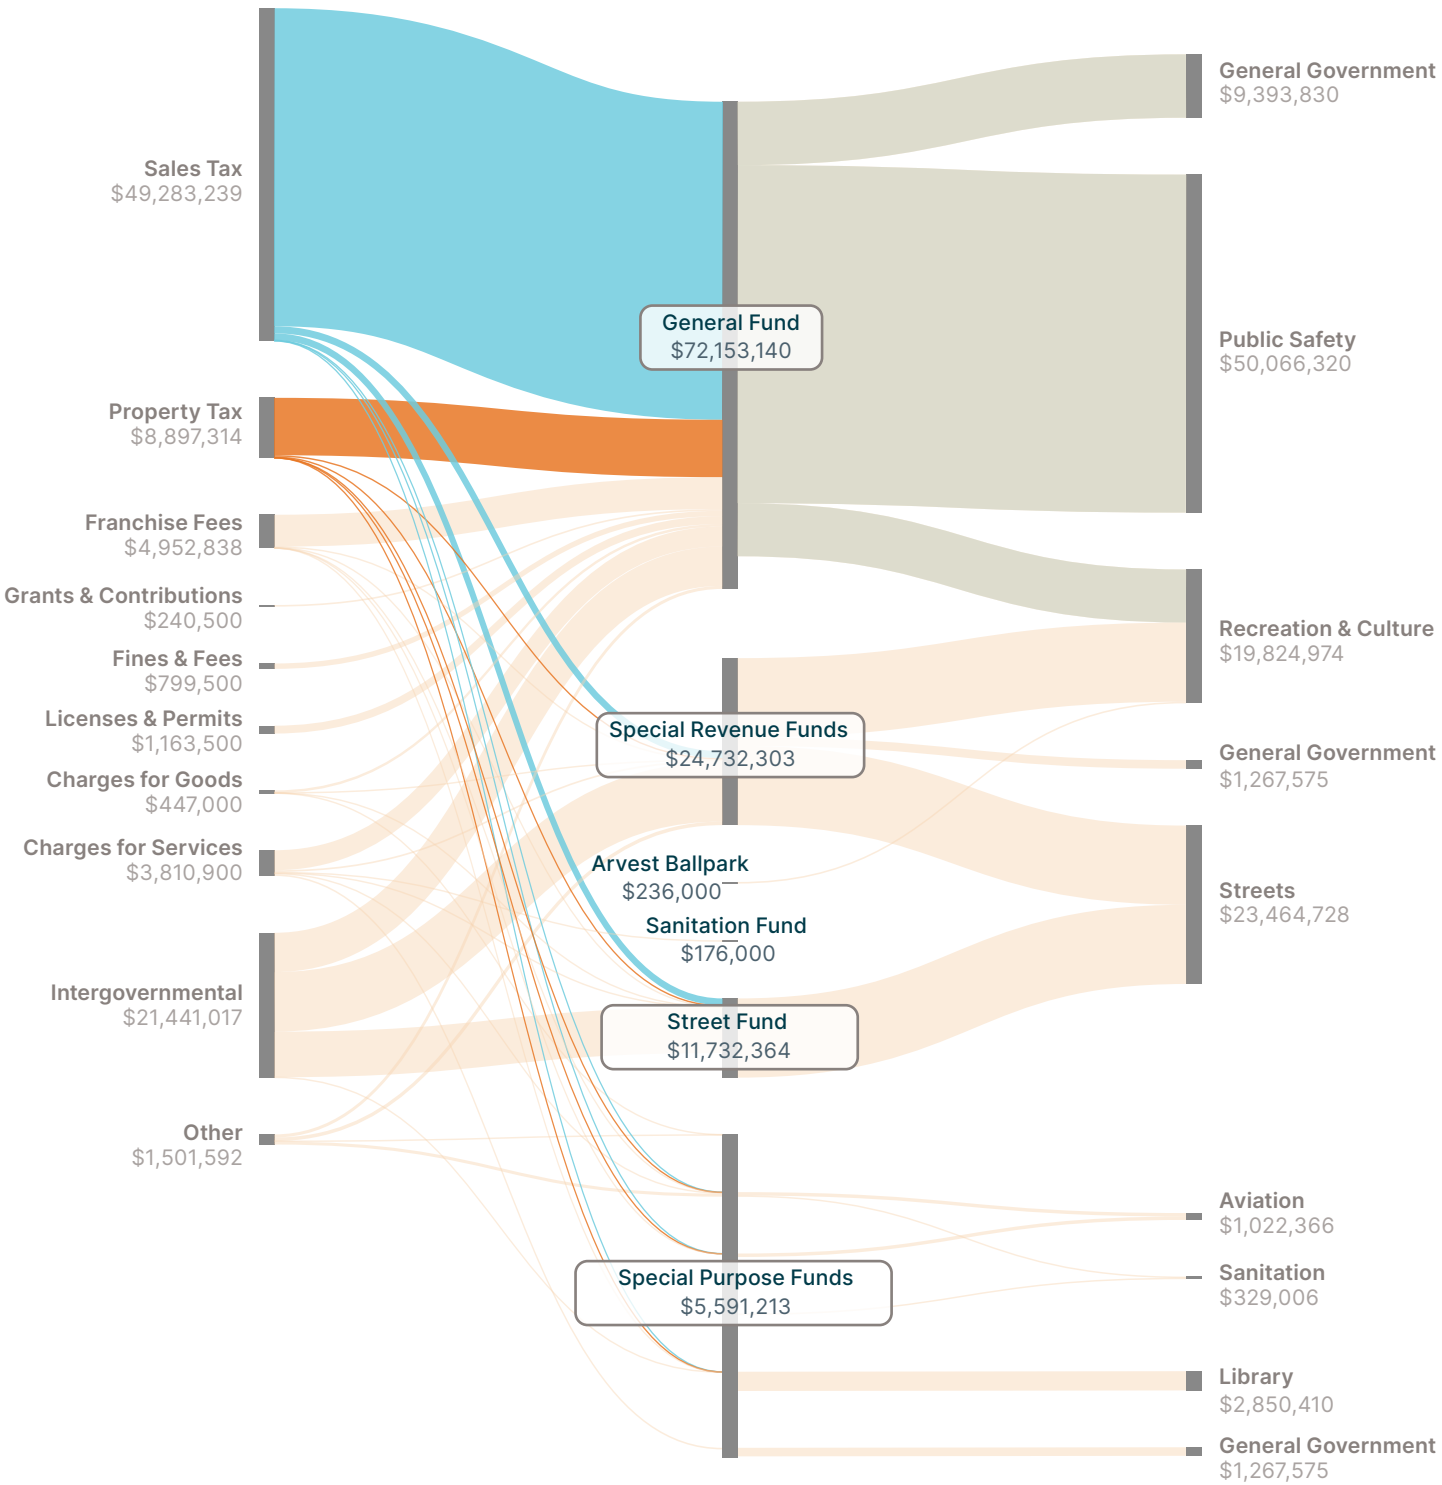 Sales Tax
$49,283,239
Property Tax
$8,897,314
Franchise Fees
$4,952,838
Grants & Contributions
$240,500
Fines & Fees
$799,500
Licenses & Permits
$1,163,500
Charges for Goods
$447,000
Charges for Services
$3,810,900
Intergovernmental
$21,441,017
Other
$1,501,592
General Fund
$72,153,140
Special Revenue Funds
$24,732,303
Arvest Ballpark
$236,000
Sanitation Fund
$176,000
Street Fund
$11,732,364
Special Purpose Funds
$5,591,213
General Government
$9,393,830
Public Safety
$50,066,320
Recreation & Culture
$19,824,974
General Government
$1,267,575
Streets
$23,464,728
Aviation
$1,022,366
Sanitation
$329,006
Library
$2,850,410
General Government
$1,267,575